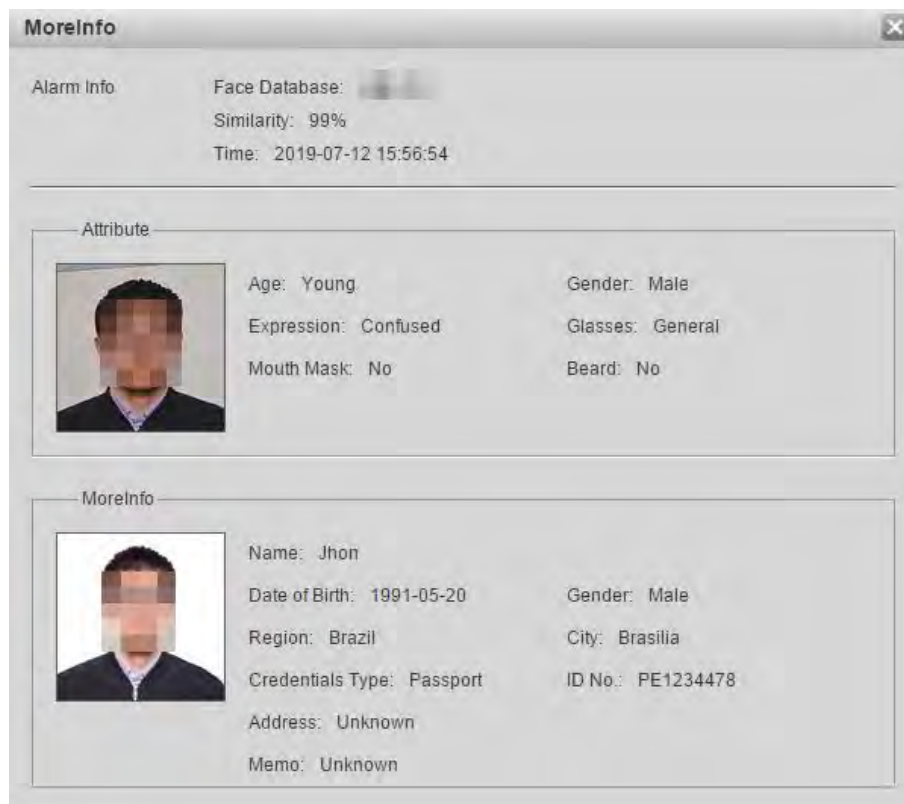 MoreInfo
Alarm Info Face Database:
Similarity: 99%
Time: 2019-07-12 15:56:54
Attribute
Age: Young Gender: Male
Expression: Confused Glasses: General
Mouth Mask: No Beard: No
MoreInfo
Name: Jhon
Date of Birth: 1991-05-20 Gender: Male
Region: Brazil City: Brasilia
Credentials Type: Passport ID No.: PE1234478
Address: Unknown
Memo: Unknown